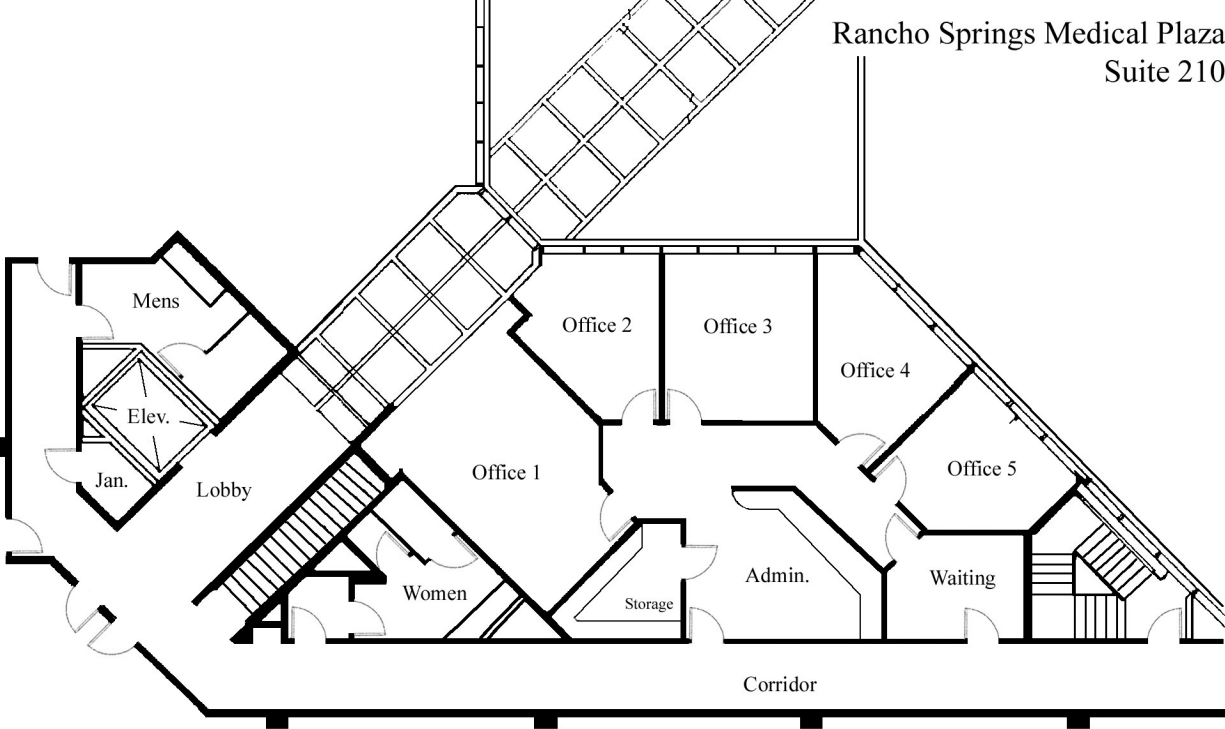 Rancho Springs Medical Plaza
Suite 210
Mens
Office 2
Office 3
Office 4
Elev.
Office 5
Office 1
Jan.
Lobby
Admin.
Waiting
Women
Storage
Corridor